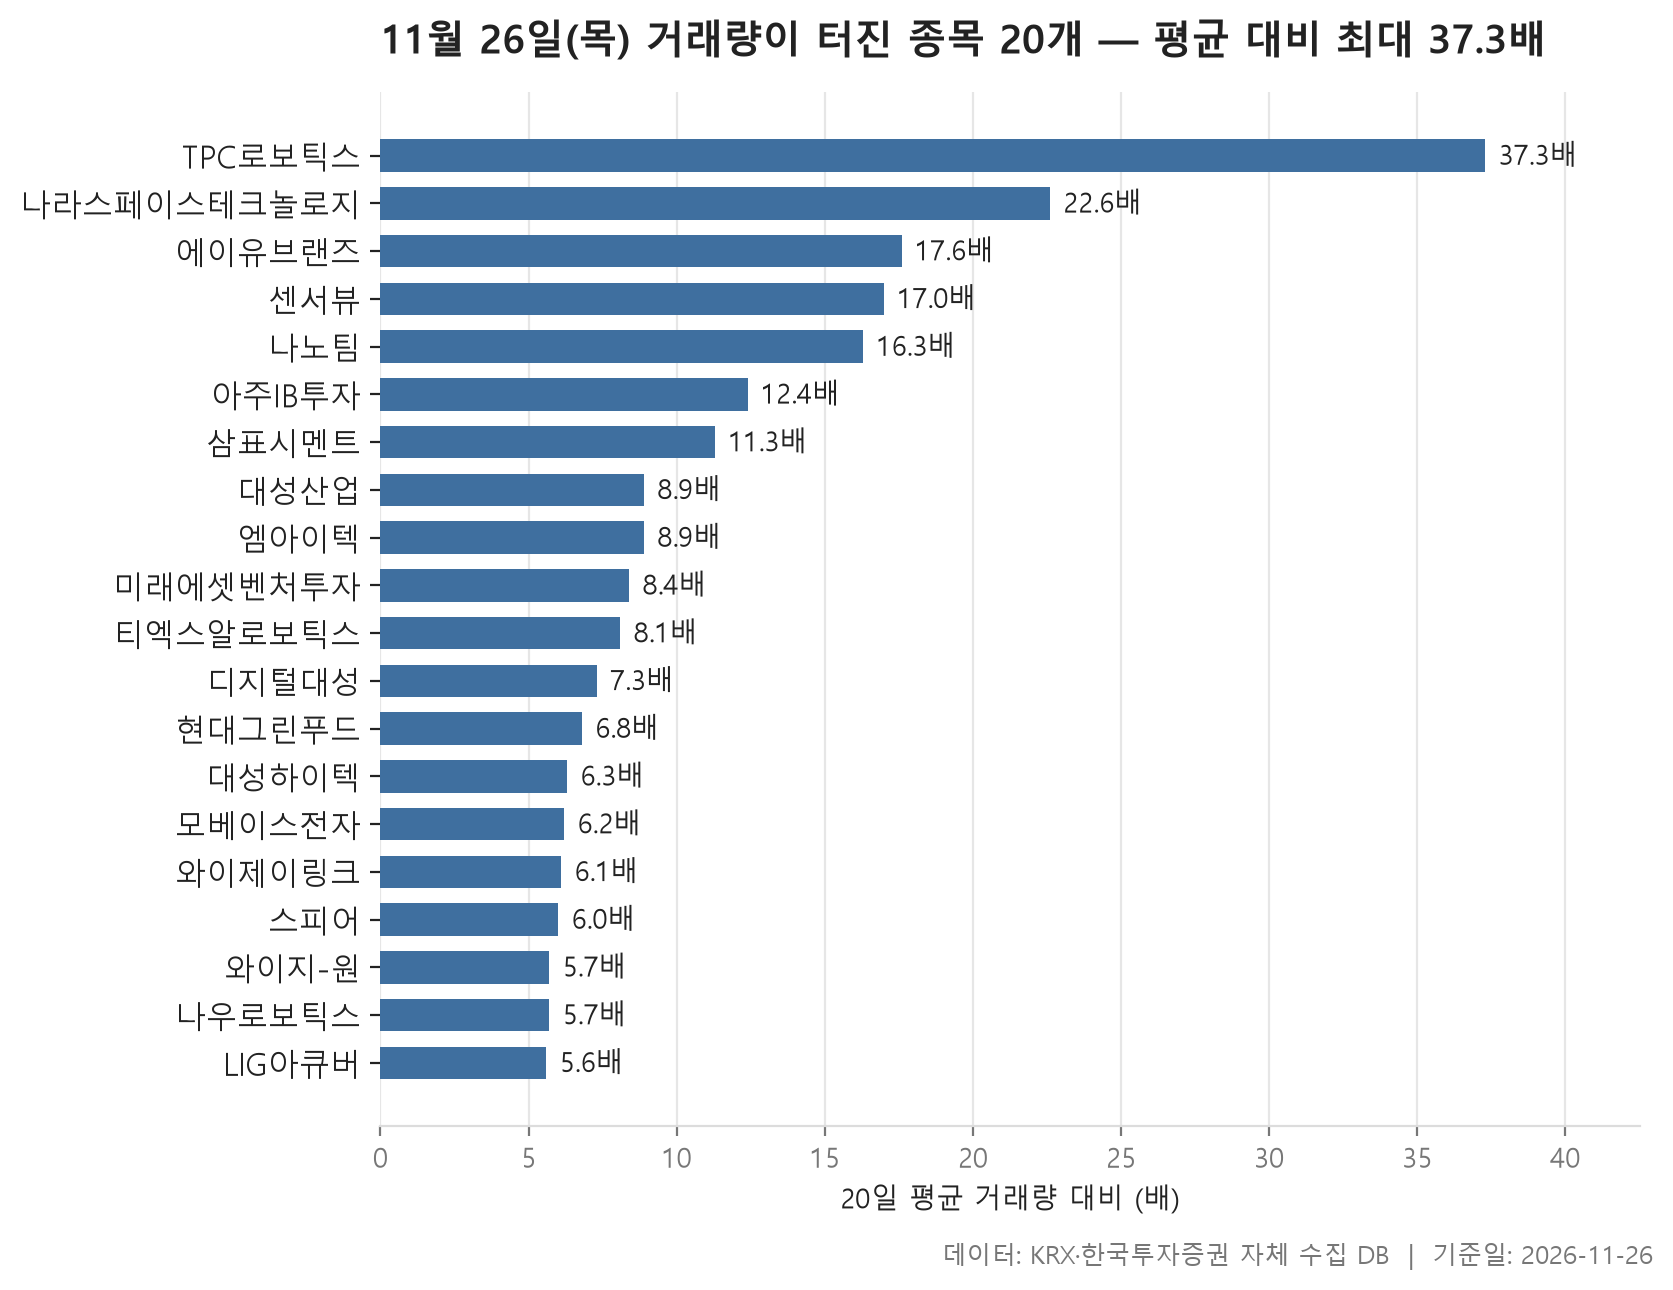 11월 26일(목) 거래량이 터진 종목 20개 — 평균 대비 최대 37.3배
TPC로보틱스 37.3배
나라스페이스테크놀로지 22.6배
에이유브랜즈 17.6배
센서뷰 17.0배
나노팀 16.3배
아주IB투자 12.4배
삼표시멘트 11.3배
대성산업 8.9배
엠아이텍 8.9배
미래에셋벤처투자 8.4배
티엑스알로보틱스 8.1배
디지털대성 7.3배
현대그린푸드 6.8배
대성하이텍 6.3배
모베이스전자 6.2배
와이제이링크 6.1배
스피어 6.0배
와이지-원 5.7배
나우로보틱스 5.7배
LIG아큐버 5.6배
0 5 10 15 20 25 30 35 40
20일 평균 거래량 대비 (배)
데이터: KRX·한국투자증권 자체 수집 DB | 기준일: 2026-11-26